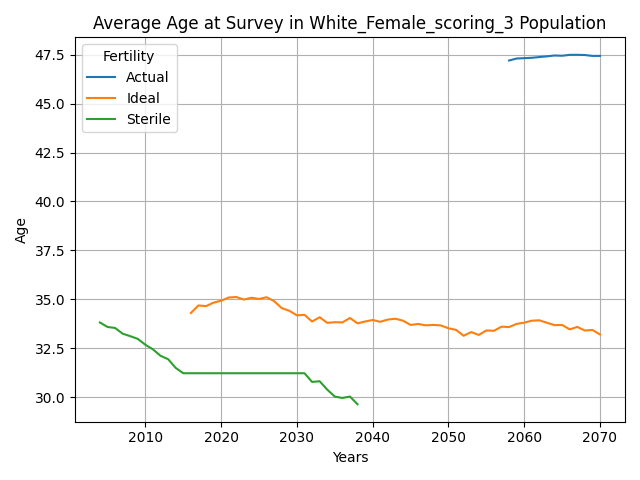 Average Age at Survey in White_Female_scoring_3 Population
Fertility
Actual
Ideal
Sterile
47.5
45.0
42.5
40.0
37.5
35.0
32.5
30.0
Age
2010 2020 2030 2040 2050 2060 2070
Years